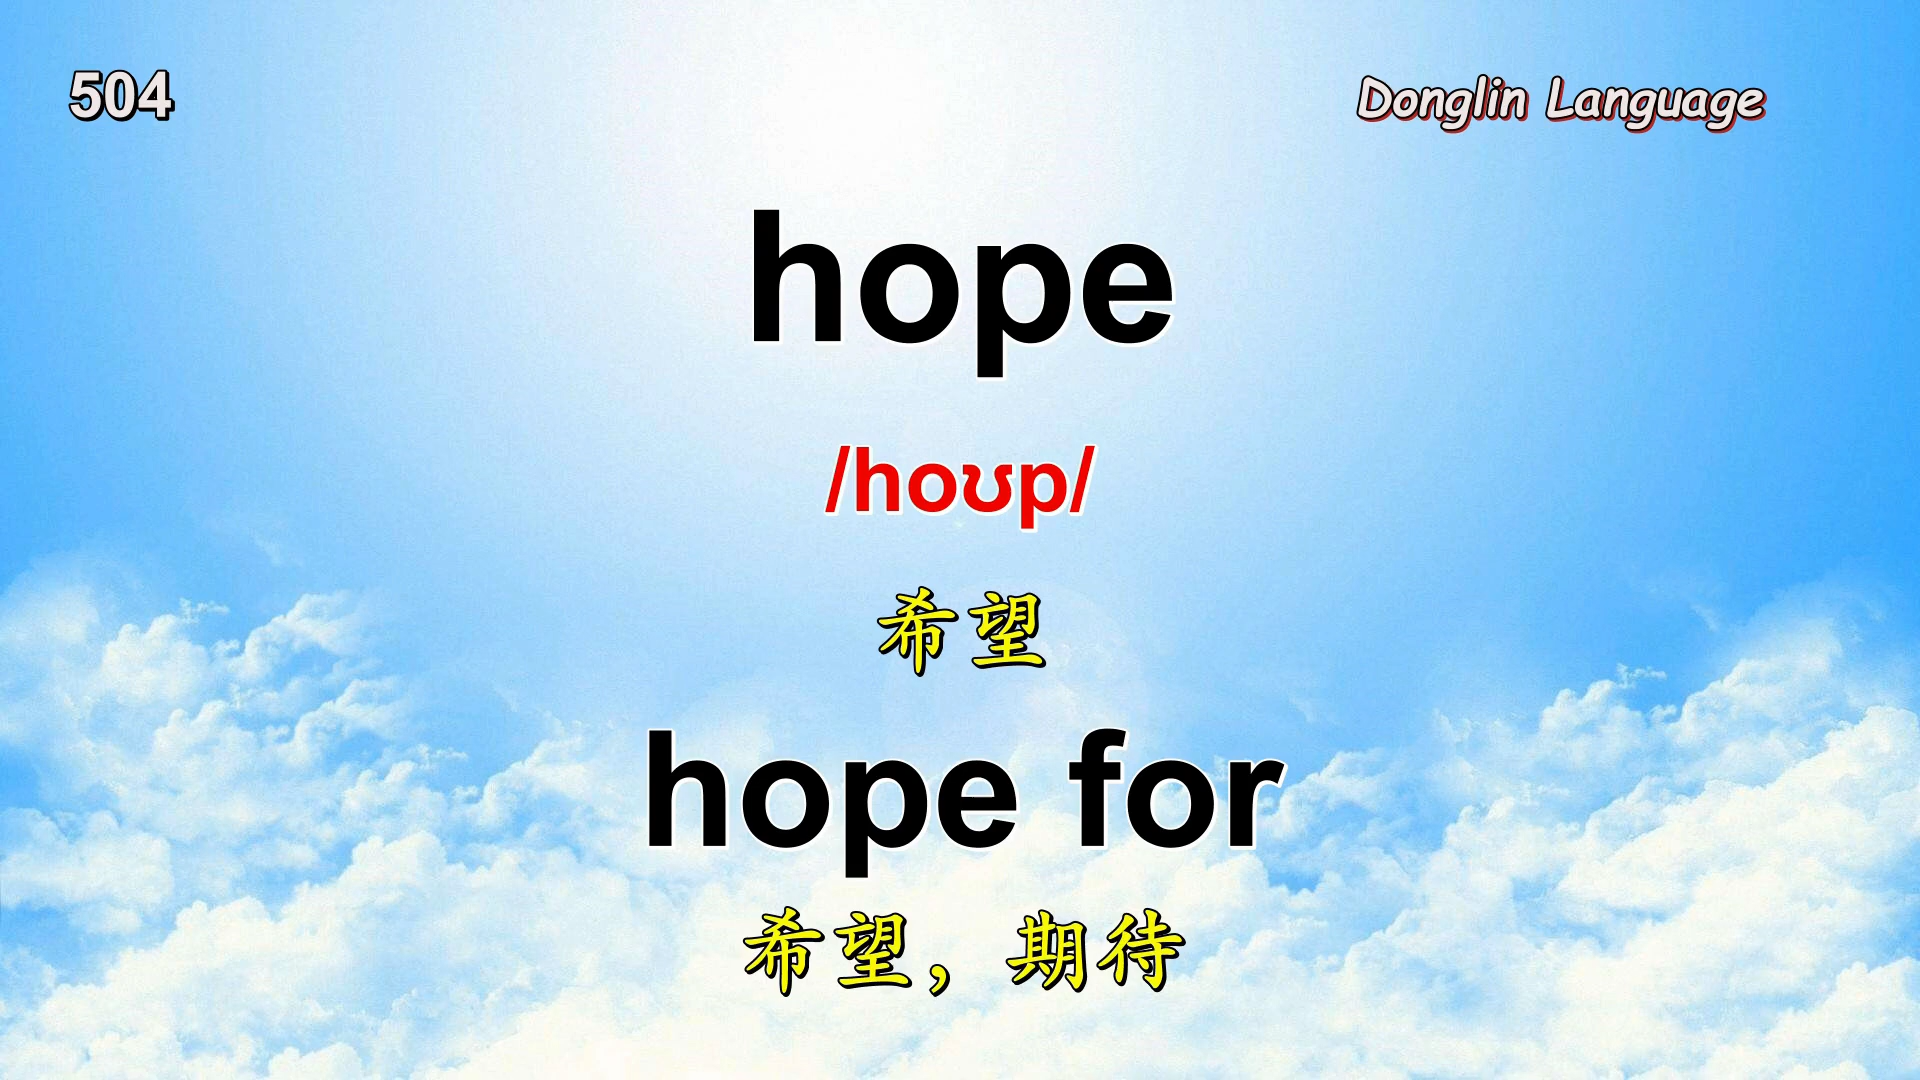 504
Donglin Language
hope
/hoʊp/
希望
hope for
希望，期待